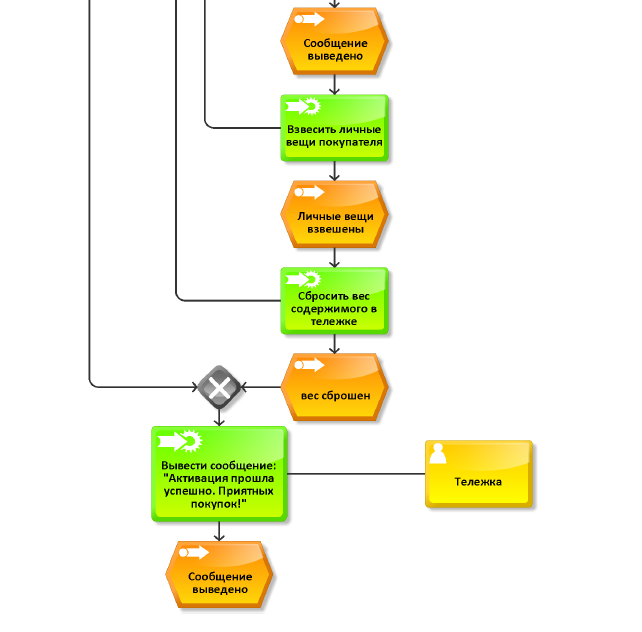 Сообщение
выведено
Взвесить личные
вещи покупателя
Личные вещи
взвешены
Сбросить вес
содержимого в
тележке
вес сброшен
Вывести сообщение:
"Активация прошла
успешно. Приятных
покупок!"
Тележка
Сообщение
выведено